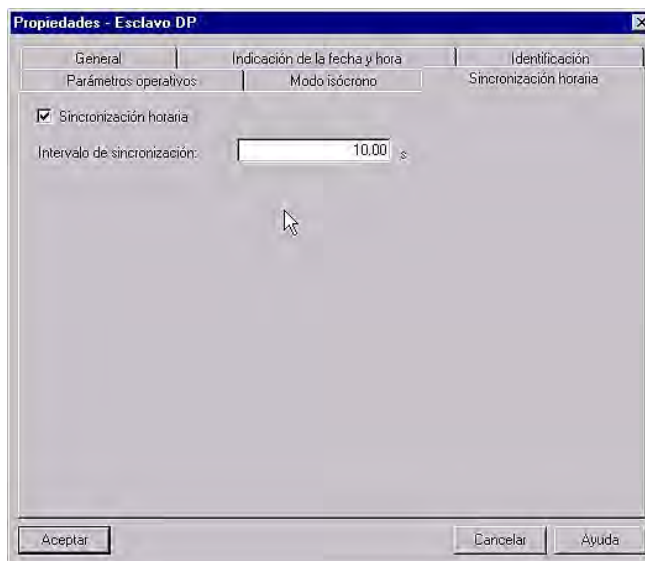 Propiedades - Esclavo DP
General Indicación de la fecha y hora Identificación
Parámetros operativos Modo isócrono Sincronización horaria
Sincronización horaria
Intervalo de sincronización: 10,00 s
Aceptar Cancelar Ayuda